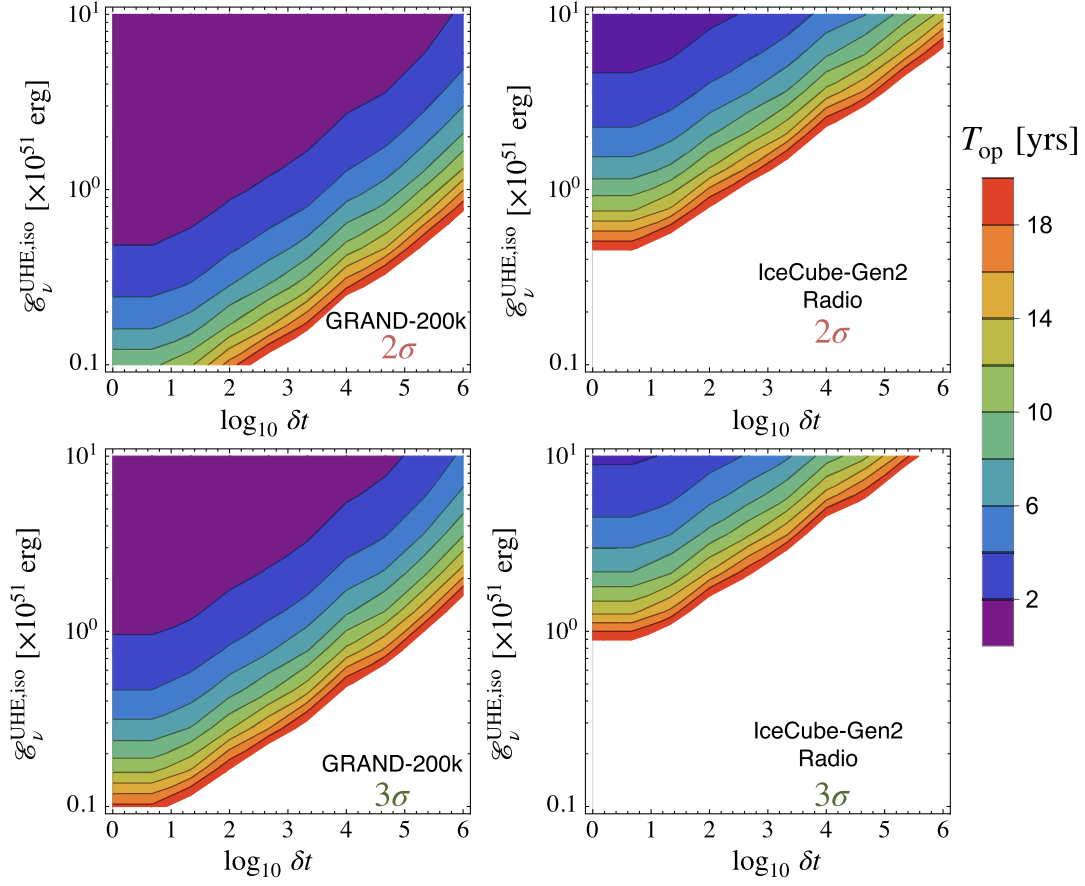 10¹
10⁰
0.1
ℰ_ν^UHE,iso [×10⁵¹ erg]
GRAND-200k
2σ
0 1 2 3 4 5 6
log₁₀ δt
10¹
10⁰
0.1
ℰ_ν^UHE,iso [×10⁵¹ erg]
IceCube-Gen2
Radio
2σ
0 1 2 3 4 5 6
log₁₀ δt
T_op [yrs]
18
14
10
6
2
10¹
10⁰
0.1
ℰ_ν^UHE,iso [×10⁵¹ erg]
GRAND-200k
3σ
0 1 2 3 4 5 6
log₁₀ δt
10¹
10⁰
0.1
ℰ_ν^UHE,iso [×10⁵¹ erg]
IceCube-Gen2
Radio
3σ
0 1 2 3 4 5 6
log₁₀ δt